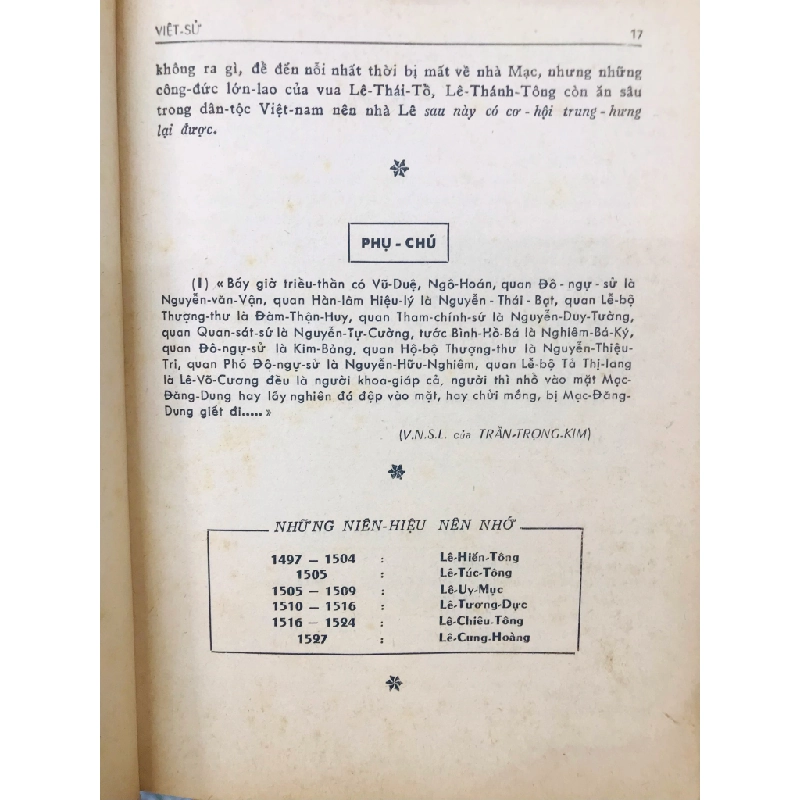 VIỆT-SỬ 17
không ra gì, để đến nỗi nhất thời bị mất về nhà Mạc, nhưng những
công-đức lớn-lao của vua Lê-Thái-Tổ, Lê-Thánh-Tông còn ăn sâu
trong dân-tộc Việt-nam nên nhà Lê sau này có cơ-hội trung-hưng
lại được.
PHỤ-CHÚ
(1) «Bấy giờ triều-thần có Vũ-Duệ, Ngô-Hoán, quan Đô-ngự-sử là
Nguyễn-văn-Vận, quan Hàn-lâm Hiệu-lý là Nguyễn-Thái-Bạt, quan Lễ-bộ
Thượng-thư là Đàm-Thận-Huy, quan Tham-chính-sứ là Nguyễn-Duy-Tường,
quan Quan-sát-sứ là Nguyễn-Tự-Cường, tước Bình-Hồ-Bá là Nghiêm-Bá-Ký,
quan Đô-ngự-sử là Kim-Bảng, quan Hộ-bộ Thượng-thư là Nguyễn-Thiệu-
Tri, quan Phó Đô-ngự-sử là Nguyễn-Hữu-Nghiêm, quan Lễ-bộ Tả Thị-lang
là Lê-Vô-Cương đều là người khoa-giáp cả, người thì nhổ vào mặt Mạc-
Đăng-Dung hay lấy nghiên đá đẹp vào mặt, hay chửi mắng, bị Mạc-Đăng-
Dung giết đi.....»
(V.N.S.L. của TRẦN-TRỌNG-KIM)
NHỮNG NIÊN-HIỆU NÊN NHỚ
1497 – 1504 : Lê-Hiến-Tông
1505 : Lê-Túc-Tông
1505 – 1509 : Lê-Uy-Mục
1510 – 1516 : Lê-Tương-Dực
1516 – 1524 : Lê-Chiêu-Tông
1527 : Lê-Cung-Hoàng